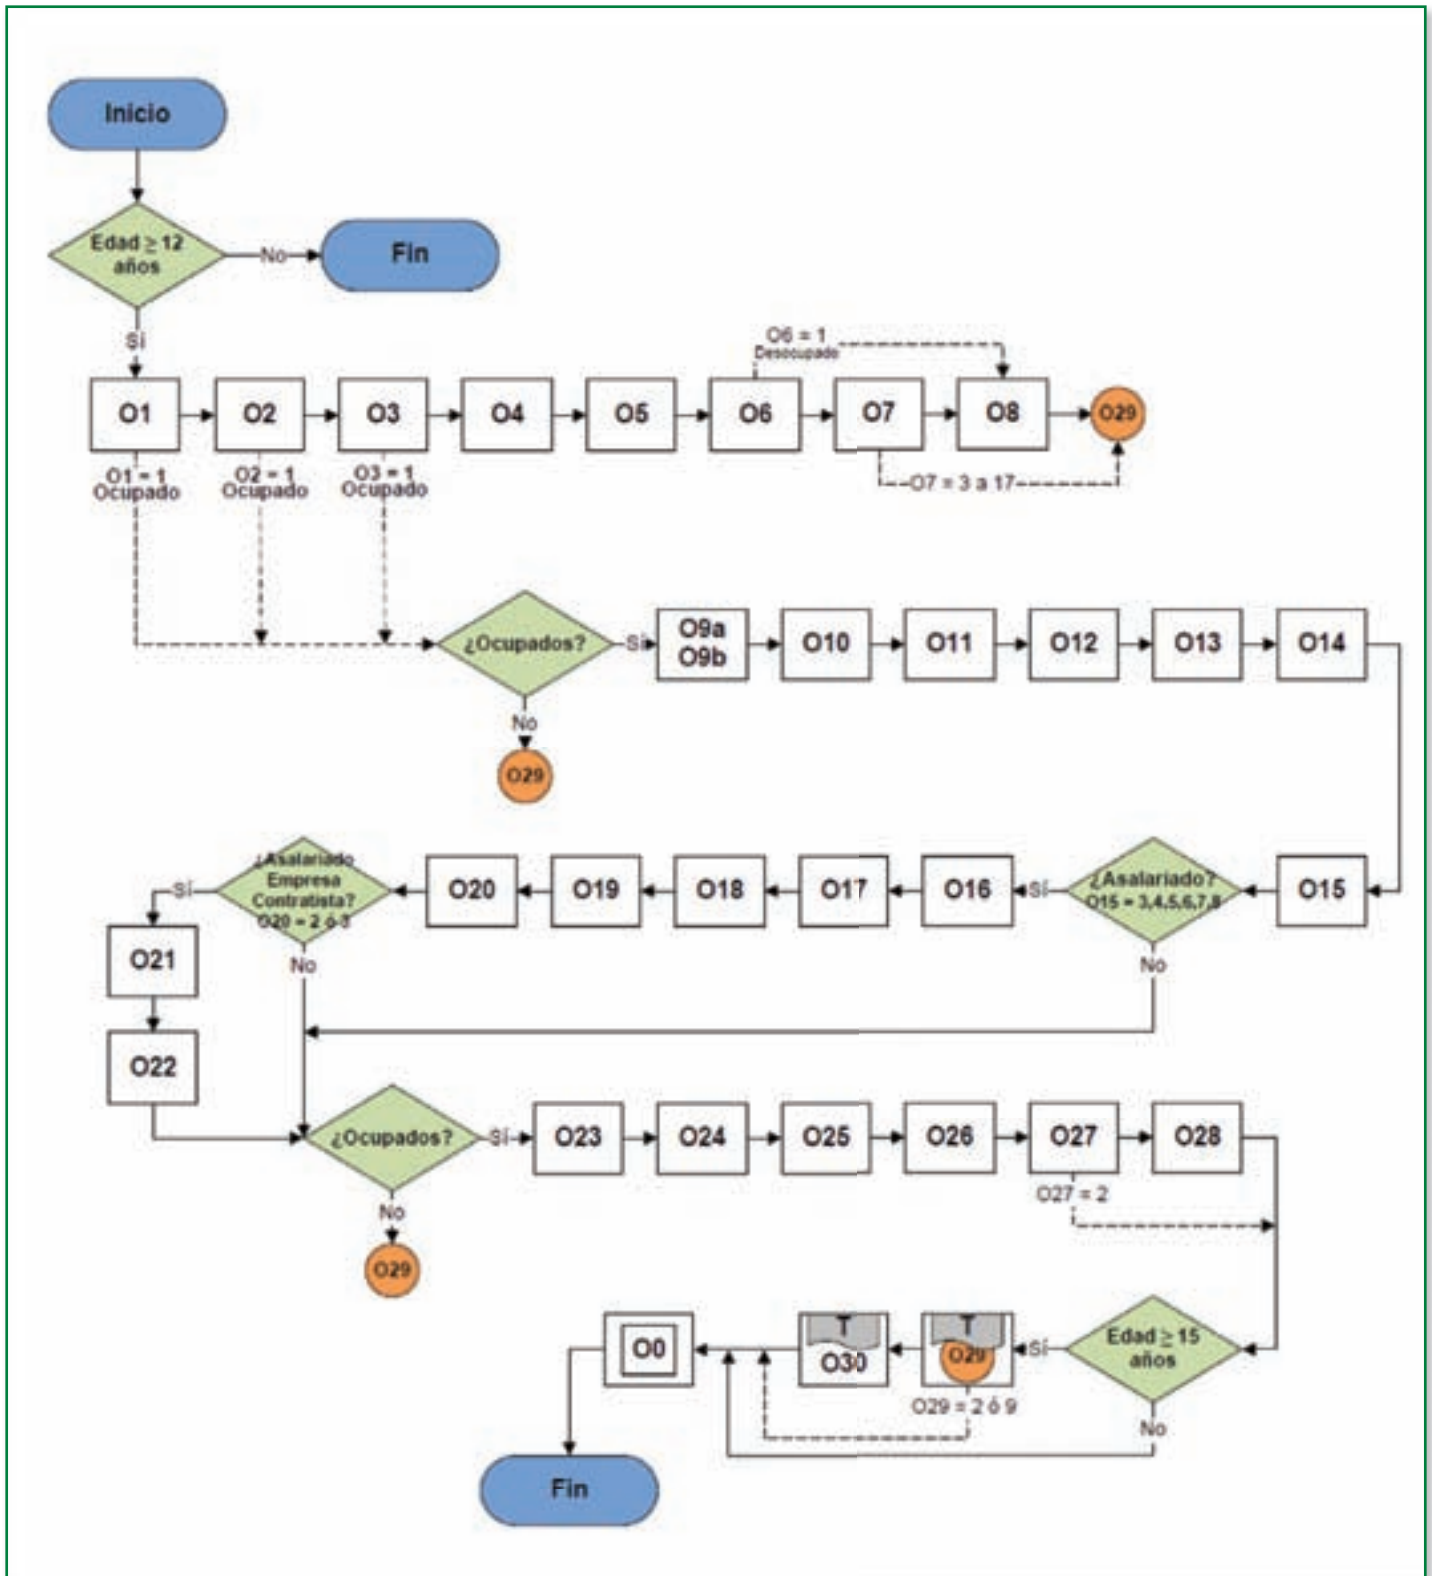 Inicio
Edad ≥ 12
años
No
Fin
Sí
O6 = 1
Desocupado
O1
O2
O3
O4
O5
O6
O7
O8
O29
O1 = 1
Ocupado
O2 = 1
Ocupado
O3 = 1
Ocupado
O7 = 3 a 17
¿Ocupados?
Sí
O9a
O9b
O10
O11
O12
O13
O14
No
O29
¿Asalariado
Empresa
Contratista?
O20 = 2 ó 3
Sí
O20
O19
O18
O17
O16
Sí
¿Asalariado?
O15 = 3,4,5,6,7,8
O15
O21
No
No
O22
¿Ocupados?
Sí
O23
O24
O25
O26
O27
O28
O27 = 2
No
O29
O0
T
O30
T
O29
Sí
Edad ≥ 15
años
O29 = 2 ó 9
No
Fin